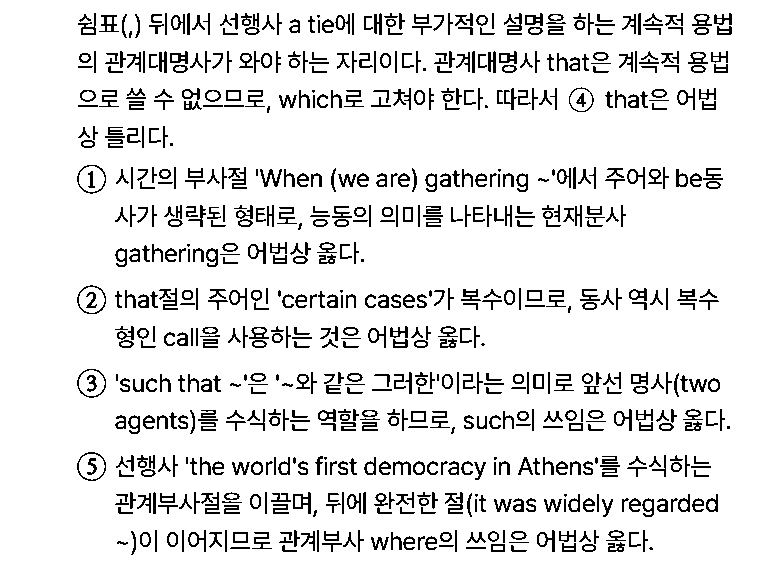 쉼표(,) 뒤에서 선행사 a tie에 대한 부가적인 설명을 하는 계속적 용법
의 관계대명사가 와야 하는 자리이다. 관계대명사 that은 계속적 용법
으로 쓸 수 없으므로, which로 고쳐야 한다. 따라서 ④ that은 어법
상 틀리다.
① 시간의 부사절 'When (we are) gathering ~'에서 주어와 be동
사가 생략된 형태로, 능동의 의미를 나타내는 현재분사
gathering은 어법상 옳다.
② that절의 주어인 'certain cases'가 복수이므로, 동사 역시 복수
형인 call을 사용하는 것은 어법상 옳다.
③ 'such that ~'은 '~와 같은 그러한'이라는 의미로 앞선 명사(two
agents)를 수식하는 역할을 하므로, such의 쓰임은 어법상 옳다.
⑤ 선행사 'the world's first democracy in Athens'를 수식하는
관계부사절을 이끌며, 뒤에 완전한 절(it was widely regarded
~)이 이어지므로 관계부사 where의 쓰임은 어법상 옳다.